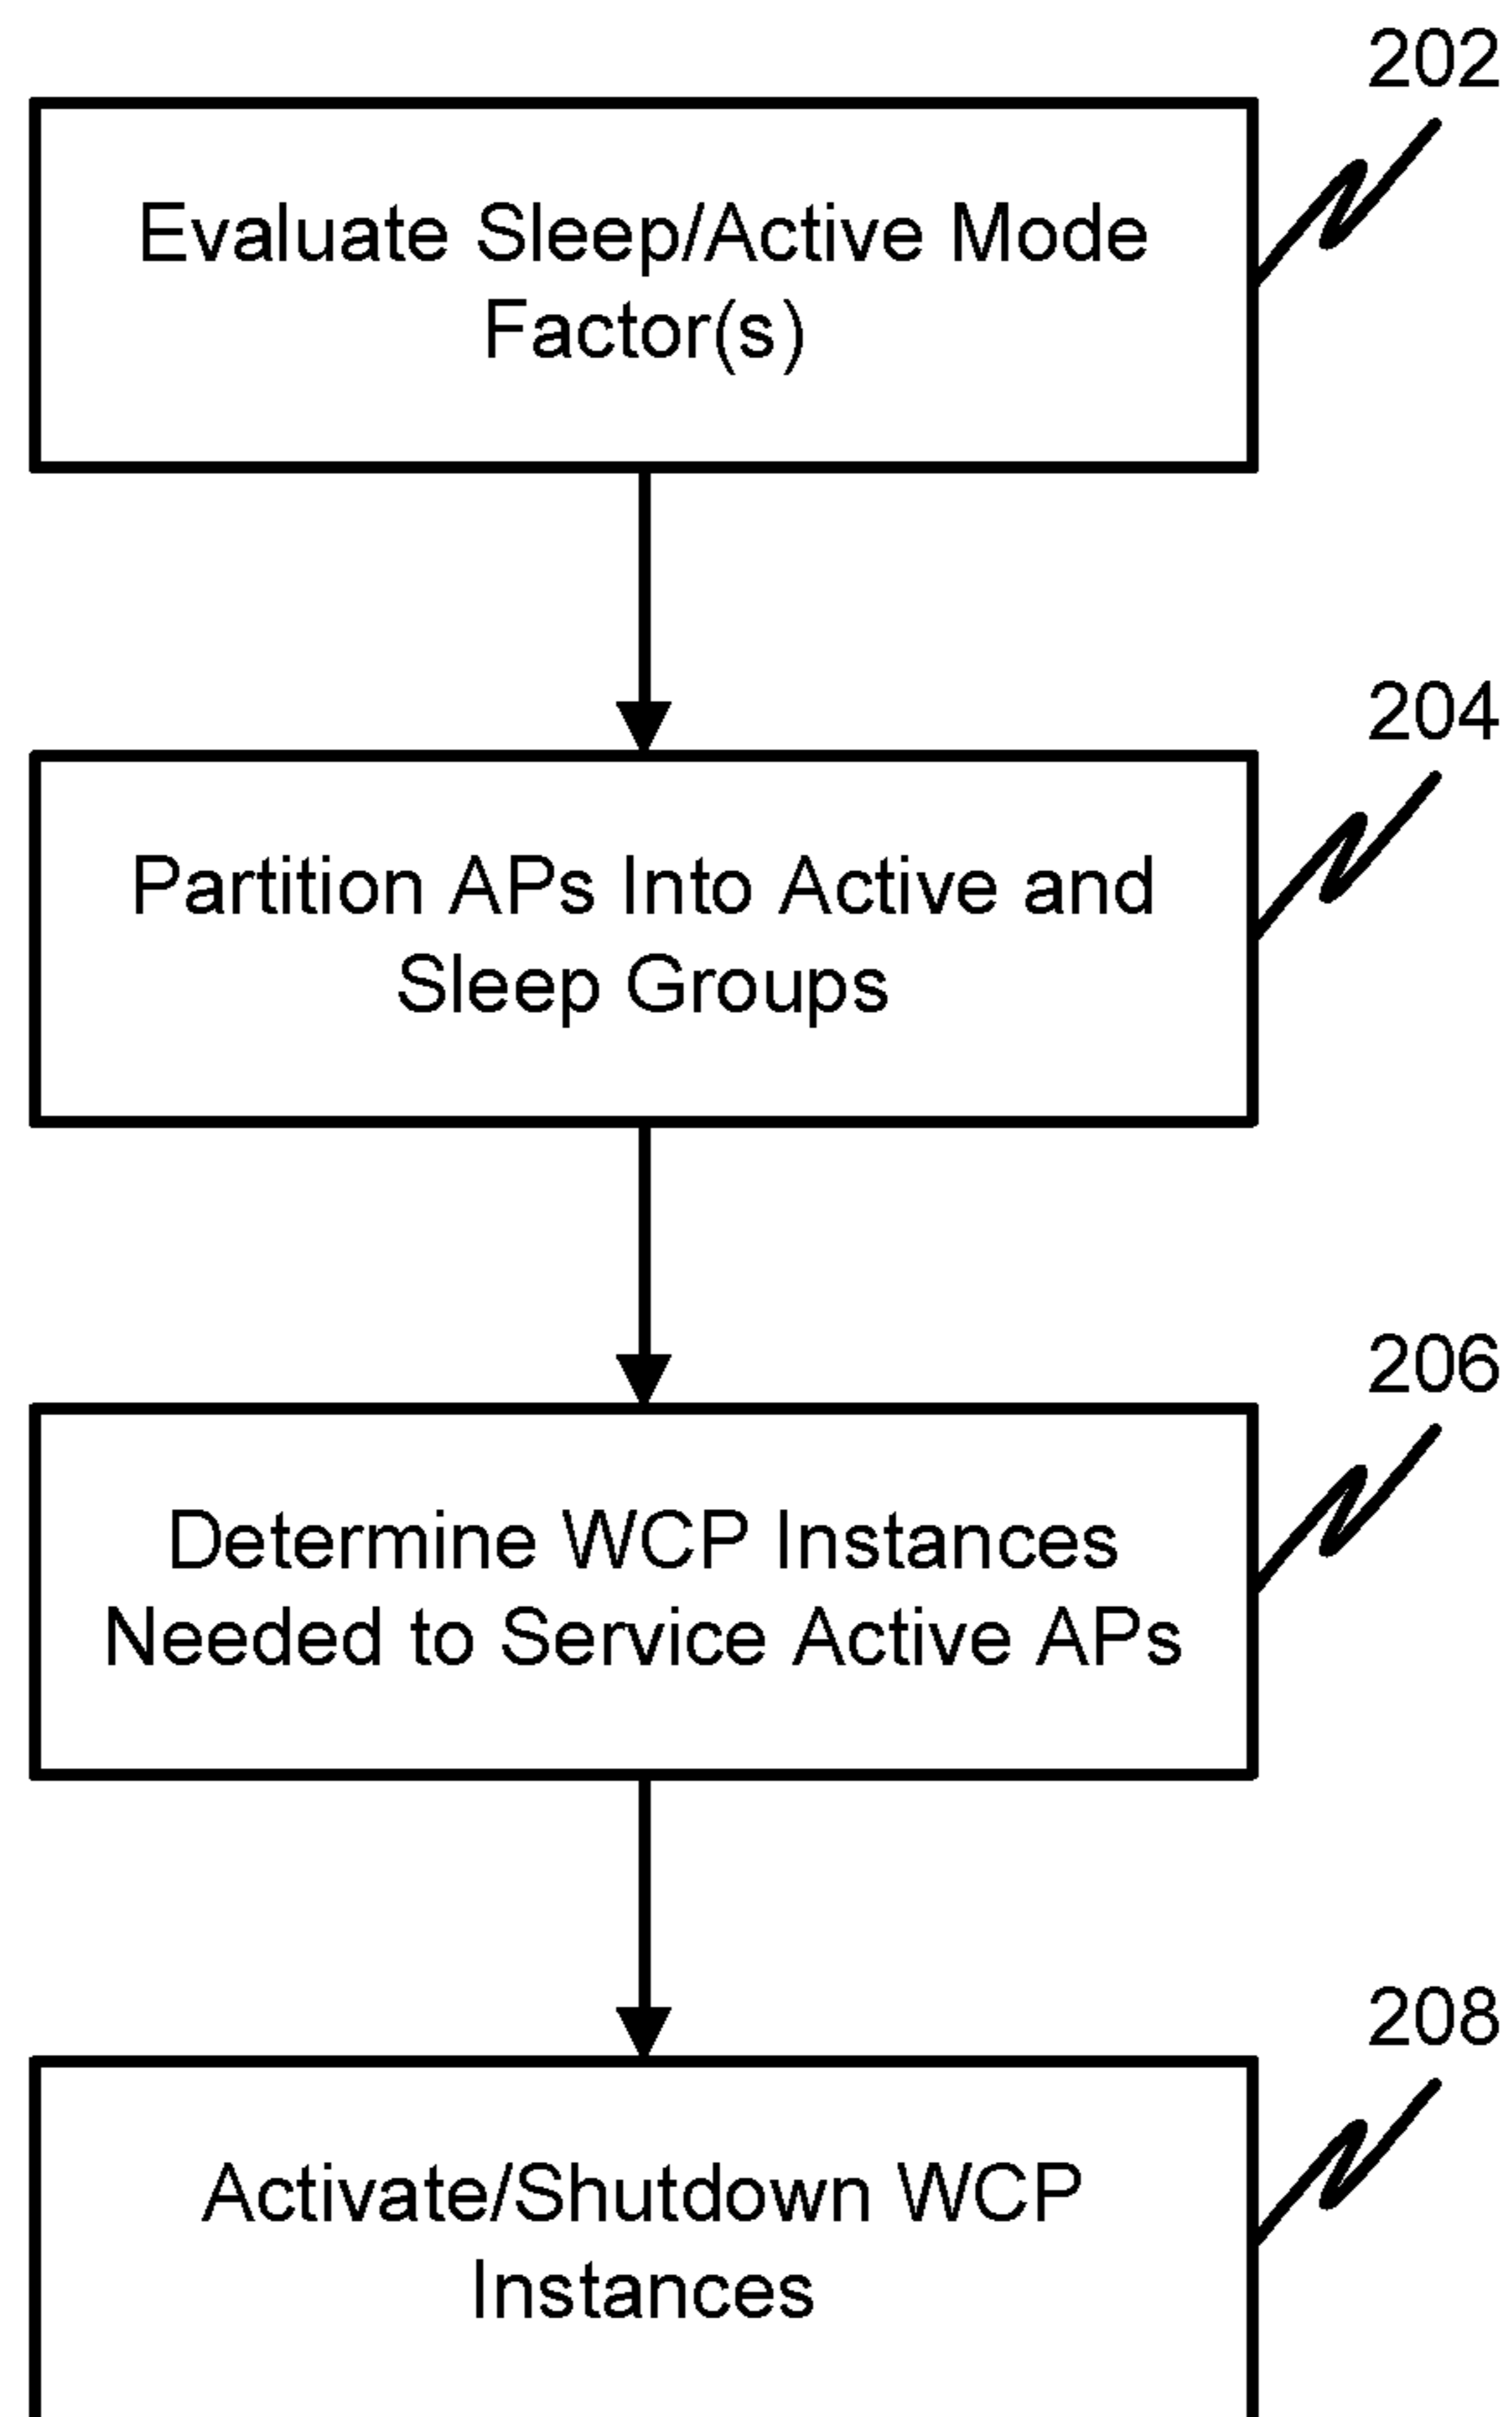 202
Evaluate Sleep/Active Mode
Factor(s)
204
Partition APs Into Active and
Sleep Groups
206
Determine WCP Instances
Needed to Service Active APs
208
Activate/Shutdown WCP
Instances